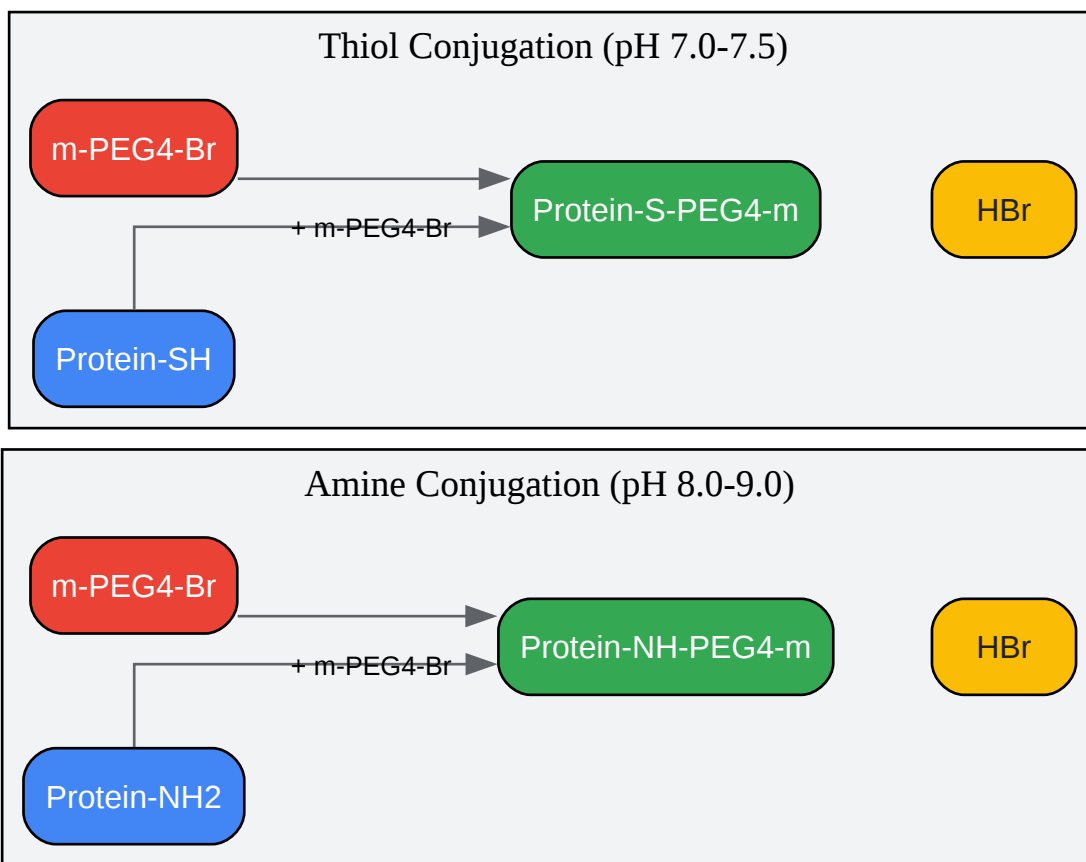 Thiol Conjugation (pH 7.0-7.5)
m-PEG4-Br
Protein-S-PEG4-m
HBr
+ m-PEG4-Br
Protein-SH
Amine Conjugation (pH 8.0-9.0)
m-PEG4-Br
Protein-NH-PEG4-m
HBr
+ m-PEG4-Br
Protein-NH2